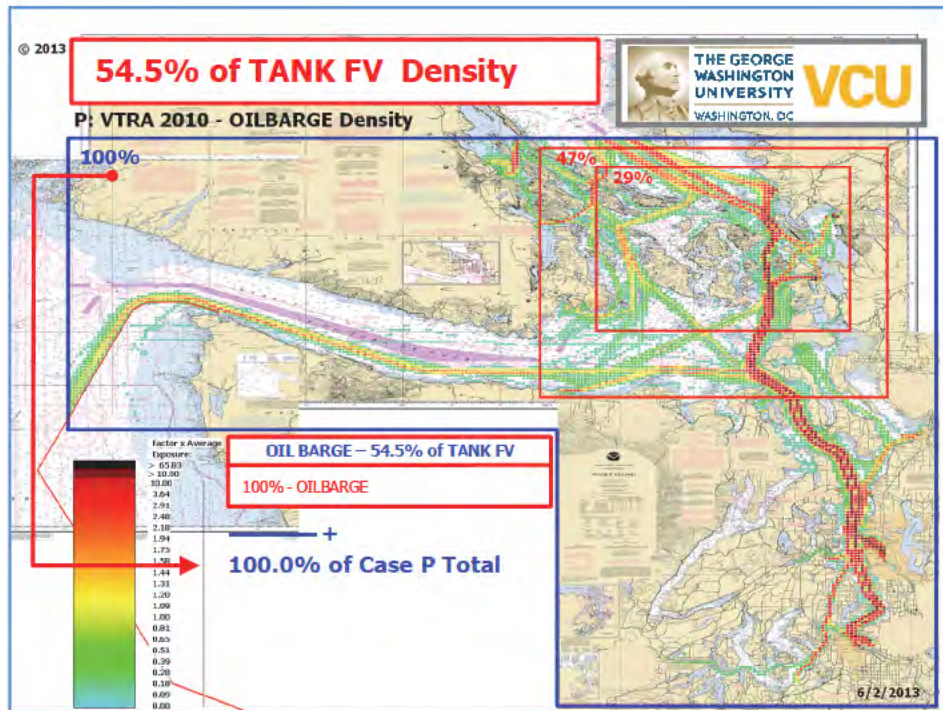 © 2013
54.5% of TANK FV Density
THE GEORGE
WASHINGTON
UNIVERSITY
WASHINGTON, DC
VCU
P: VTRA 2010 - OILBARGE Density
100%
47%
29%
Factor x Average
Exposure:
> 65.83
> 10.00
10.00
3.64
2.91
2.48
2.18
1.94
1.75
1.58
1.44
1.31
1.20
1.09
1.00
0.81
0.65
0.51
0.39
0.28
0.18
0.09
0.00
OIL BARGE – 54.5% of TANK FV
100% - OILBARGE
+
100.0% of Case P Total
6/2/2013